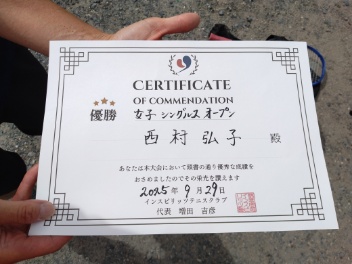 CERTIFICATE
OF COMMENDATION
優勝 女子 シングルス オープン
西村 弘子 殿
あなたは本大会において頭書の通り優秀な成績を
おさめましたのでその栄光を讃えます
2025年 9月 29日
インスピリッツテニスクラブ
代表 増田 吉彦